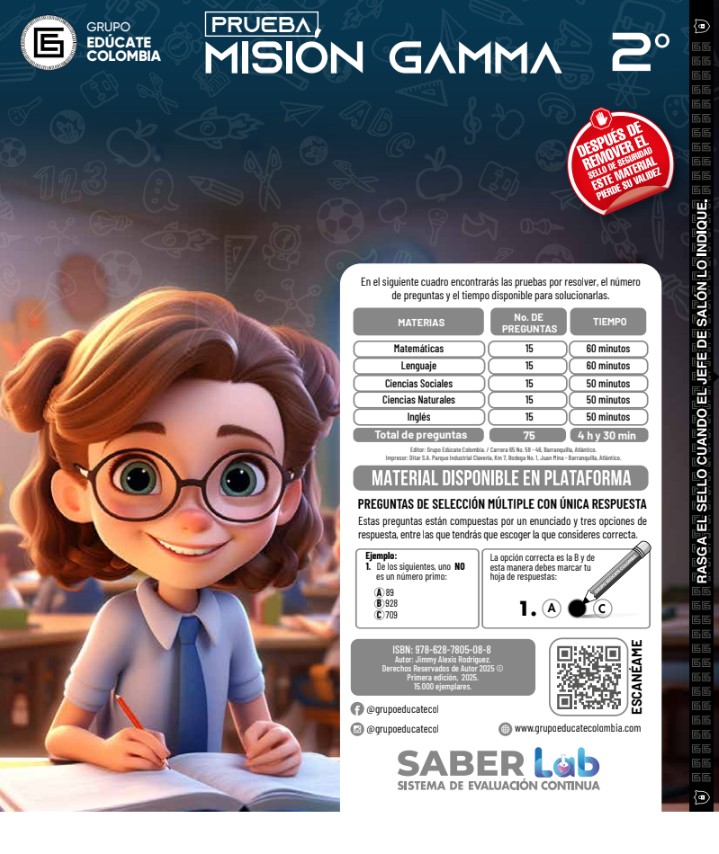 GRUPO
EDÚCATE
COLOMBIA
PRUEBA
MISIÓN GAMMA
2°
DESPUÉS DE
REMOVER EL
SELLO DE SEGURIDAD
ESTE MATERIAL
PIERDE SU VALIDEZ
RASGA EL SELLO CUANDO EL JEFE DE SALÓN LO INDIQUE.
En el siguiente cuadro encontrarás las pruebas por resolver, el número
de preguntas y el tiempo disponible para solucionarlas.
MATERIAS No. DE PREGUNTAS TIEMPO
Matemáticas 15 60 minutos
Lenguaje 15 60 minutos
Ciencias Sociales 15 50 minutos
Ciencias Naturales 15 50 minutos
Inglés 15 50 minutos
Total de preguntas 75 4 h y 30 min
Editor: Grupo Edúcate Colombia. / Carrera 65 No. 59 - 46, Barranquilla, Atlántico.
Impresor: Ditar S.A. Parque Industrial Clavería, Km 7, Bodega No. 1, Juan Mina - Barranquilla, Atlántico.
MATERIAL DISPONIBLE EN PLATAFORMA
PREGUNTAS DE SELECCIÓN MÚLTIPLE CON ÚNICA RESPUESTA
Estas preguntas están compuestas por un enunciado y tres opciones de
respuesta, entre las que tendrás que escoger la que consideres correcta.
Ejemplo:
1. De los siguientes, uno NO
es un número primo:
A 89
B 928
C 709
La opción correcta es la B y de
esta manera debes marcar tu
hoja de respuestas:
1. A C
ISBN: 978-628-7805-08-8
Autor: Jimmy Alexis Rodríguez.
Derechos Reservados de Autor 2025 ©
Primera edición, 2025.
15.000 ejemplares.
ESCANÉAME
@grupoeducatecol
@grupoeducatecol
www.grupoeducatecolombia.com
SABER Lab
SISTEMA DE EVALUACIÓN CONTINUA